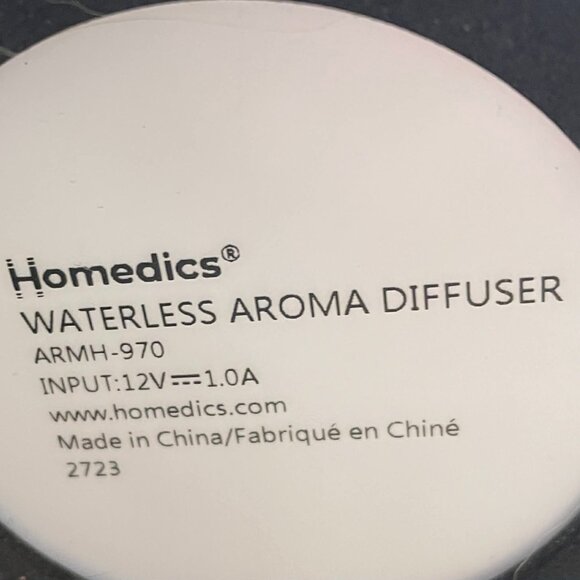 Homedics®
WATERLESS AROMA DIFFUSER
ARMH-970
INPUT:12V⎓1.0A
www.homedics.com
Made in China/Fabriqué en Chiné
2723